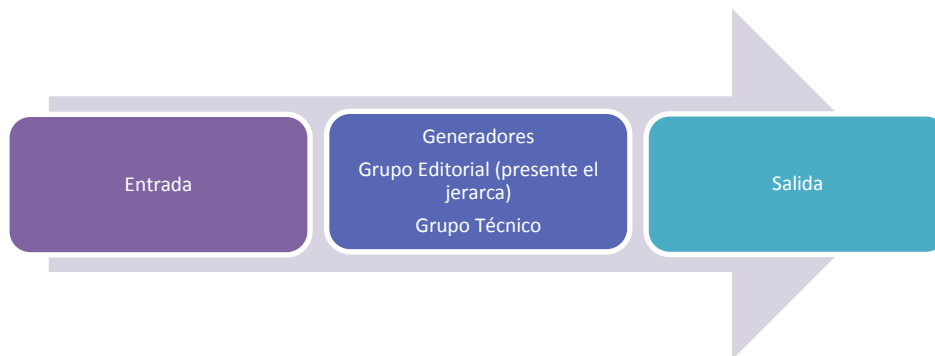 Entrada
Generadores
Grupo Editorial (presente el
jerarca)
Grupo Técnico
Salida